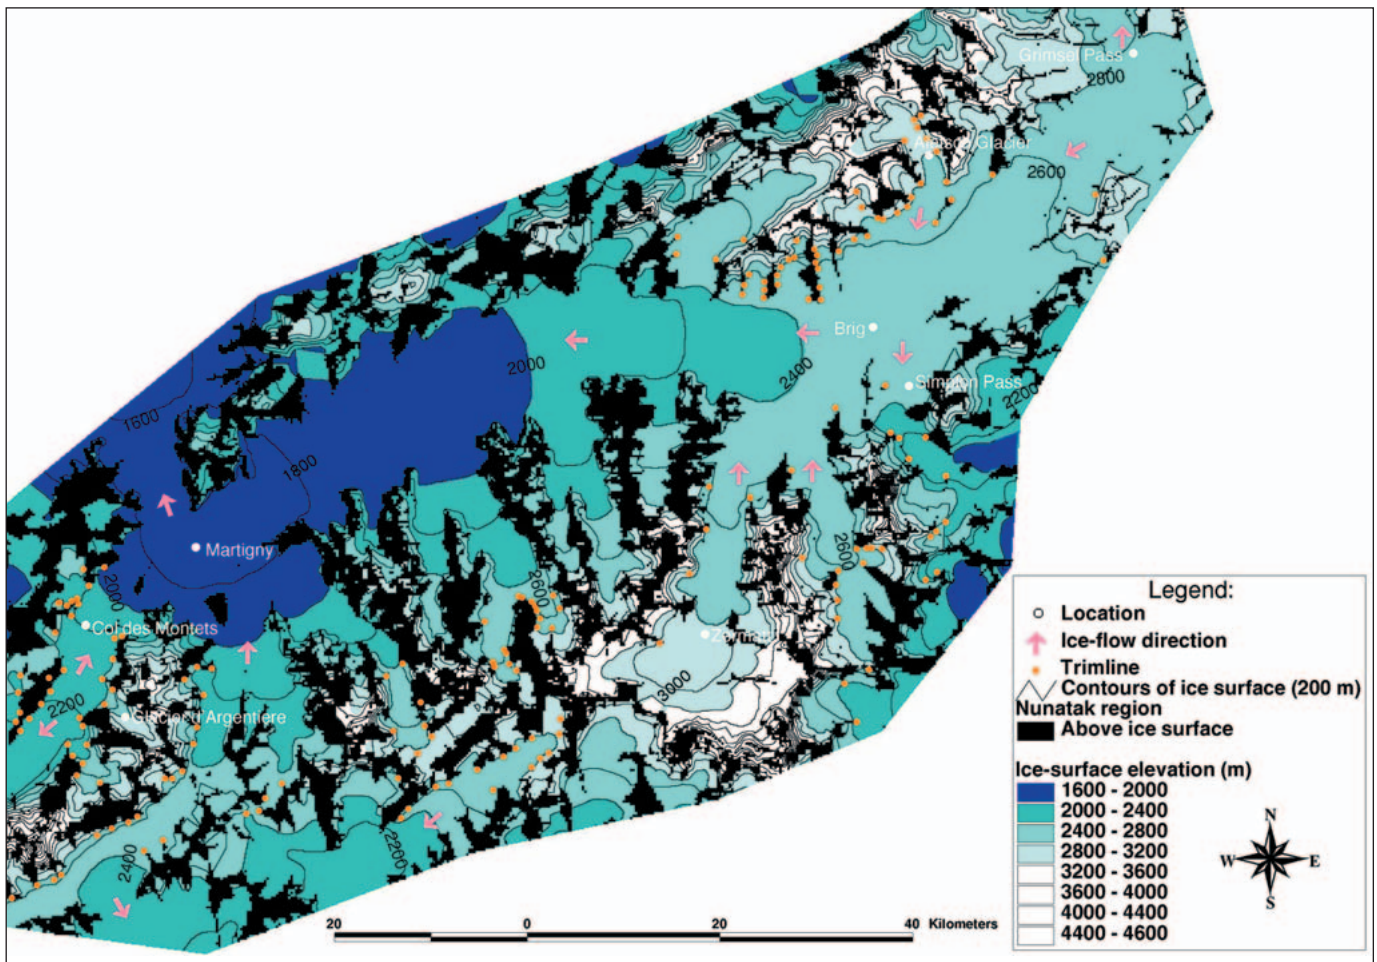 Grimsel Pass
2800
Aletsch Glacier
2600
Brig
2000
2400
Simplon Pass
2200
1600
1800
Martigny
2000
2600
2600
Col des Montets
Zermatt
3000
2200
Glacier d'Argentière
2400
2200
Legend:
Location
Ice-flow direction
Trimline
Contours of ice surface (200 m)
Nunatak region
Above ice surface
Ice-surface elevation (m)
1600 - 2000
2000 - 2400
2400 - 2800
2800 - 3200
3200 - 3600
3600 - 4000
4000 - 4400
4400 - 4600
N
W E
S
20 0 20 40 Kilometers